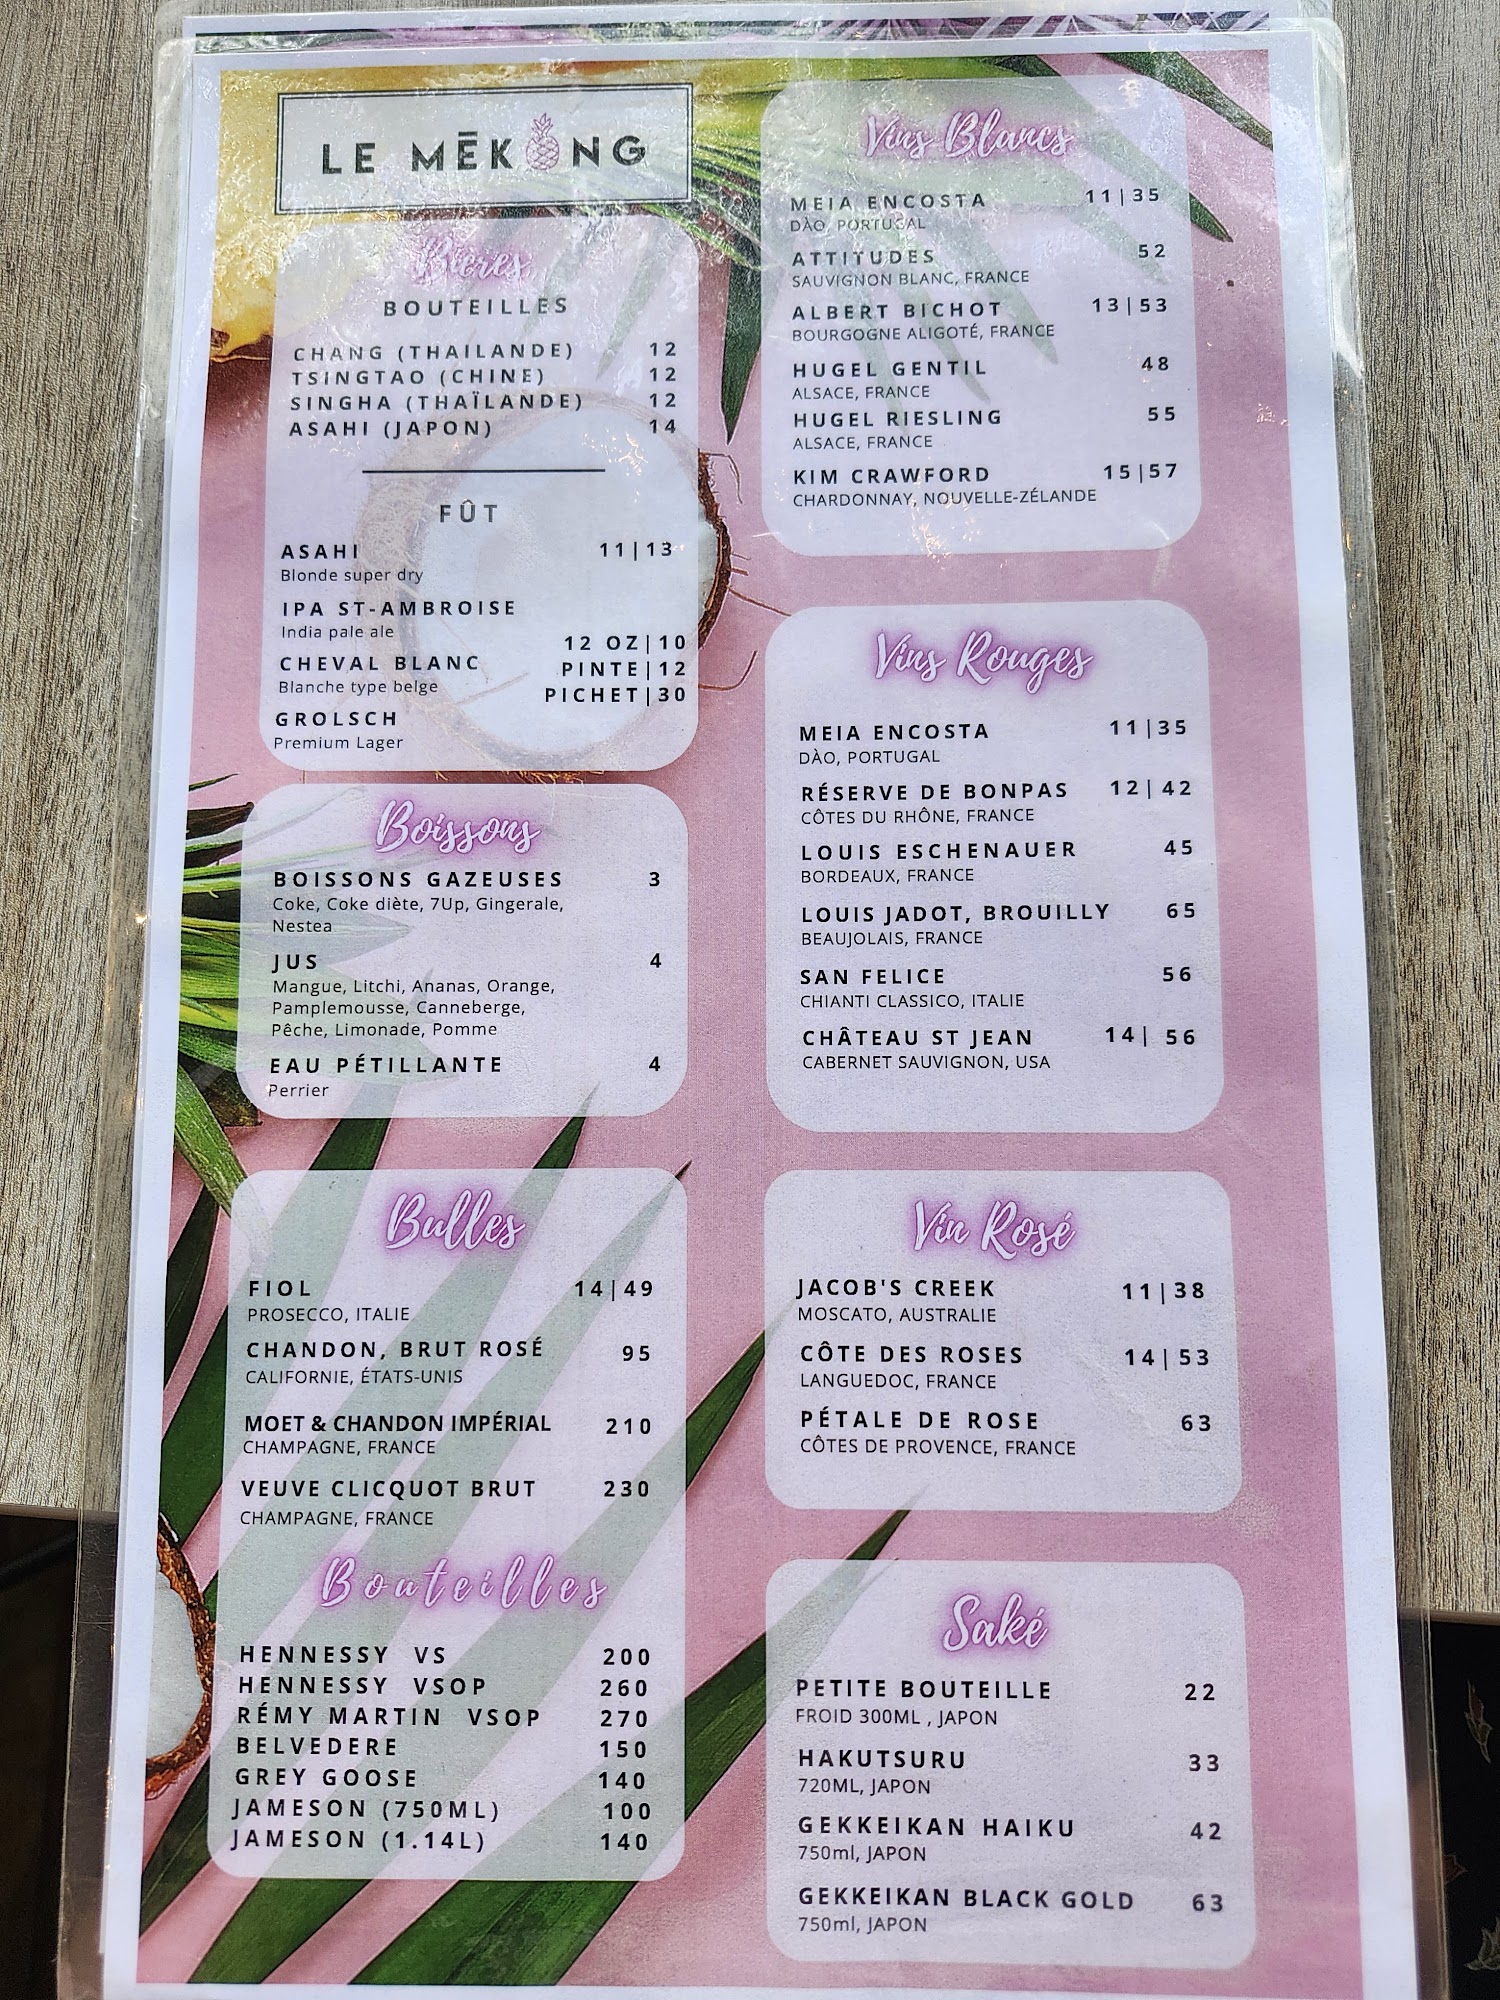 LE MĒKONG
Bières
BOUTEILLES
CHANG (THAILANDE) 12
TSINGTAO (CHINE) 12
SINGHA (THAÏLANDE) 12
ASAHI (JAPON) 14
FÛT
ASAHI 11|13
Blonde super dry
IPA ST-AMBROISE
India pale ale
12 OZ|10
CHEVAL BLANC
PINTE|12
Blanche type belge
PICHET|30
GROLSCH
Premium Lager
Boissons
BOISSONS GAZEUSES 3
Coke, Coke diète, 7Up, Gingerale,
Nestea
JUS 4
Mangue, Litchi, Ananas, Orange,
Pamplemousse, Canneberge,
Pêche, Limonade, Pomme
EAU PÉTILLANTE 4
Perrier
Bulles
FIOL 14|49
PROSECCO, ITALIE
CHANDON, BRUT ROSÉ 95
CALIFORNIE, ÉTATS-UNIS
MOET & CHANDON IMPÉRIAL 210
CHAMPAGNE, FRANCE
VEUVE CLICQUOT BRUT 230
CHAMPAGNE, FRANCE
Bouteilles
HENNESSY VS 200
HENNESSY VSOP 260
RÉMY MARTIN VSOP 270
BELVEDERE 150
GREY GOOSE 140
JAMESON (750ML) 100
JAMESON (1.14L) 140
Vins Blancs
MEIA ENCOSTA 11|35
DÀO, PORTUGAL
ATTITUDES 52
SAUVIGNON BLANC, FRANCE
ALBERT BICHOT 13|53
BOURGOGNE ALIGOTÉ, FRANCE
HUGEL GENTIL 48
ALSACE, FRANCE
HUGEL RIESLING 55
ALSACE, FRANCE
KIM CRAWFORD 15|57
CHARDONNAY, NOUVELLE-ZÉLANDE
Vins Rouges
MEIA ENCOSTA 11|35
DÀO, PORTUGAL
RÉSERVE DE BONPAS 12|42
CÔTES DU RHÔNE, FRANCE
LOUIS ESCHENAUER 45
BORDEAUX, FRANCE
LOUIS JADOT, BROUILLY 65
BEAUJOLAIS, FRANCE
SAN FELICE 56
CHIANTI CLASSICO, ITALIE
CHÂTEAU ST JEAN 14| 56
CABERNET SAUVIGNON, USA
Vin Rosé
JACOB'S CREEK 11|38
MOSCATO, AUSTRALIE
CÔTE DES ROSES 14|53
LANGUEDOC, FRANCE
PÉTALE DE ROSE 63
CÔTES DE PROVENCE, FRANCE
Saké
PETITE BOUTEILLE 22
FROID 300ML , JAPON
HAKUTSURU 33
720ML, JAPON
GEKKEIKAN HAIKU 42
750ml, JAPON
GEKKEIKAN BLACK GOLD 63
750ml, JAPON